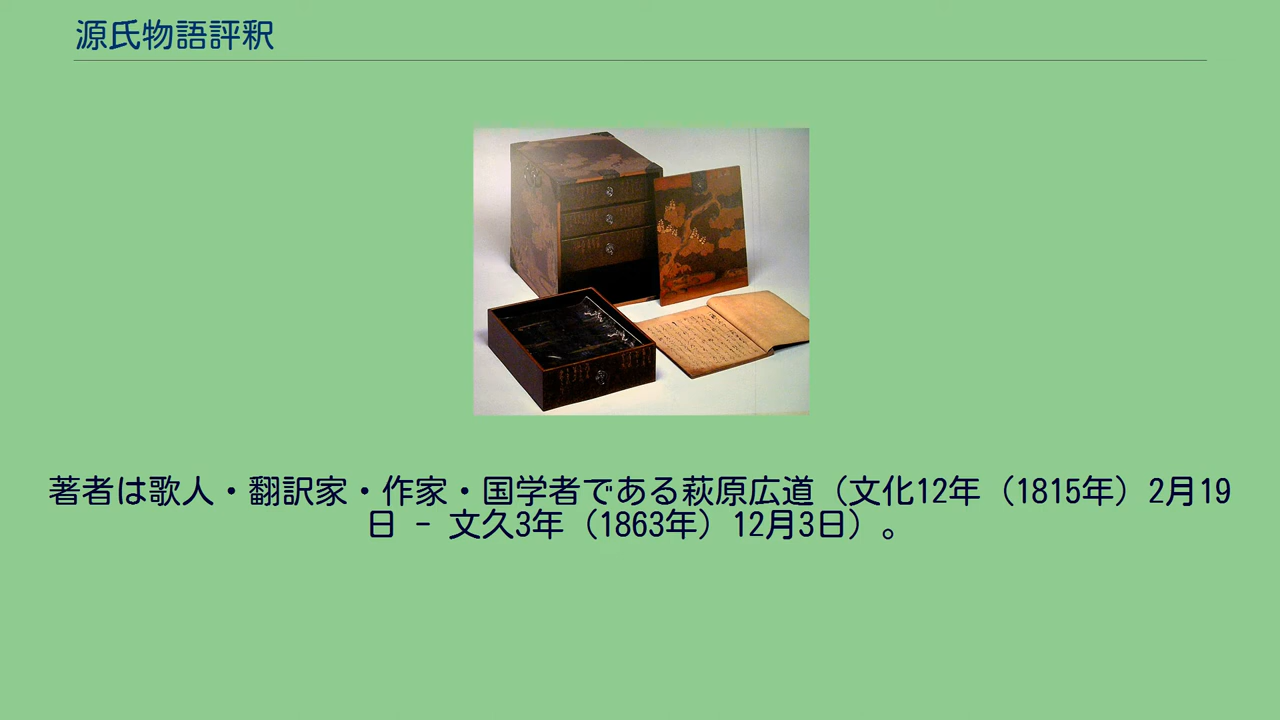 源氏物語評釈
著者は歌人・翻訳家・作家・国学者である萩原広道（文化12年（1815年）2月19
日 － 文久3年（1863年）12月3日）。